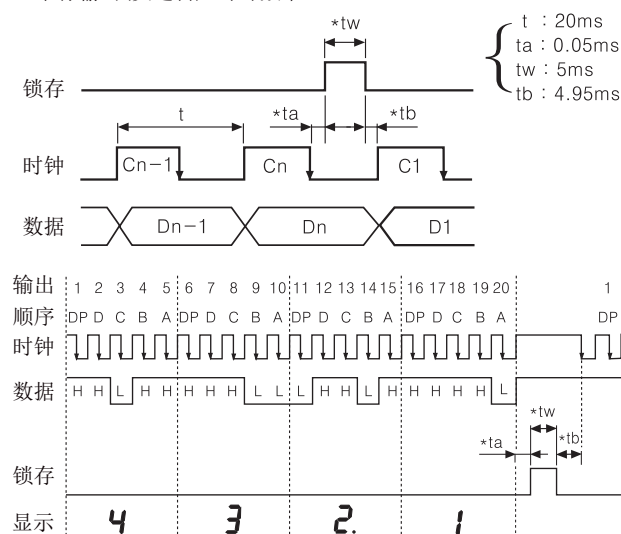 *tw
t : 20ms
ta : 0.05ms
tw : 5ms
tb : 4.95ms
锁存
t *ta *tb
时钟 Cn-1 Cn C1
数据 Dn-1 Dn D1
输出 1 2 3 4 5 6 7 8 9 10 11 12 13 14 15 16 17 18 19 20 1
顺序 DP D C B A DP D C B A DP D C B A DP D C B A DP
时钟
数据 H H L H H H H H L L L H H L H H H H H L
*tw
*ta *tb
锁存
显示 4 3 2. 1